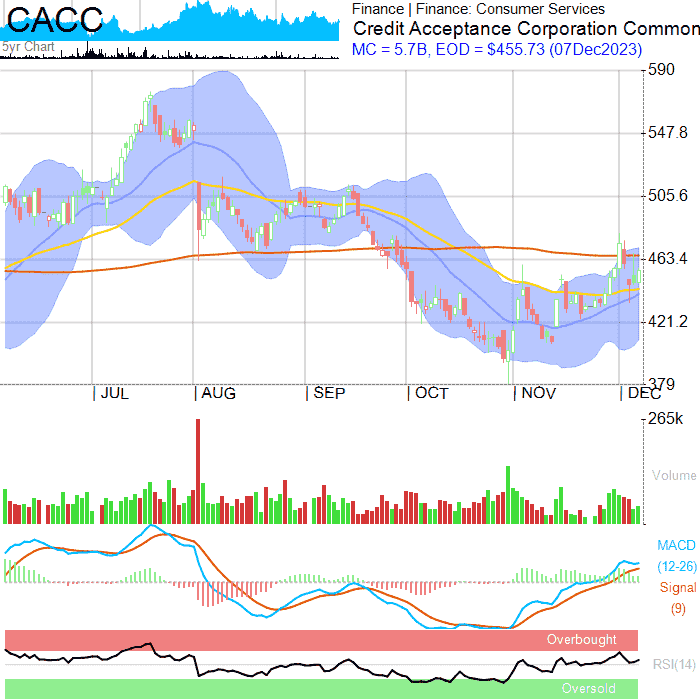 CACC
5yr Chart
Finance | Finance: Consumer Services
Credit Acceptance Corporation Common
MC = 5.7B, EOD = $455.73 (07Dec2023)
590
547.8
505.6
463.4
421.2
379
JUL AUG SEP OCT NOV DEC
265k
Volume
MACD
(12-26)
Signal
(9)
Overbought
RSI(14)
Oversold